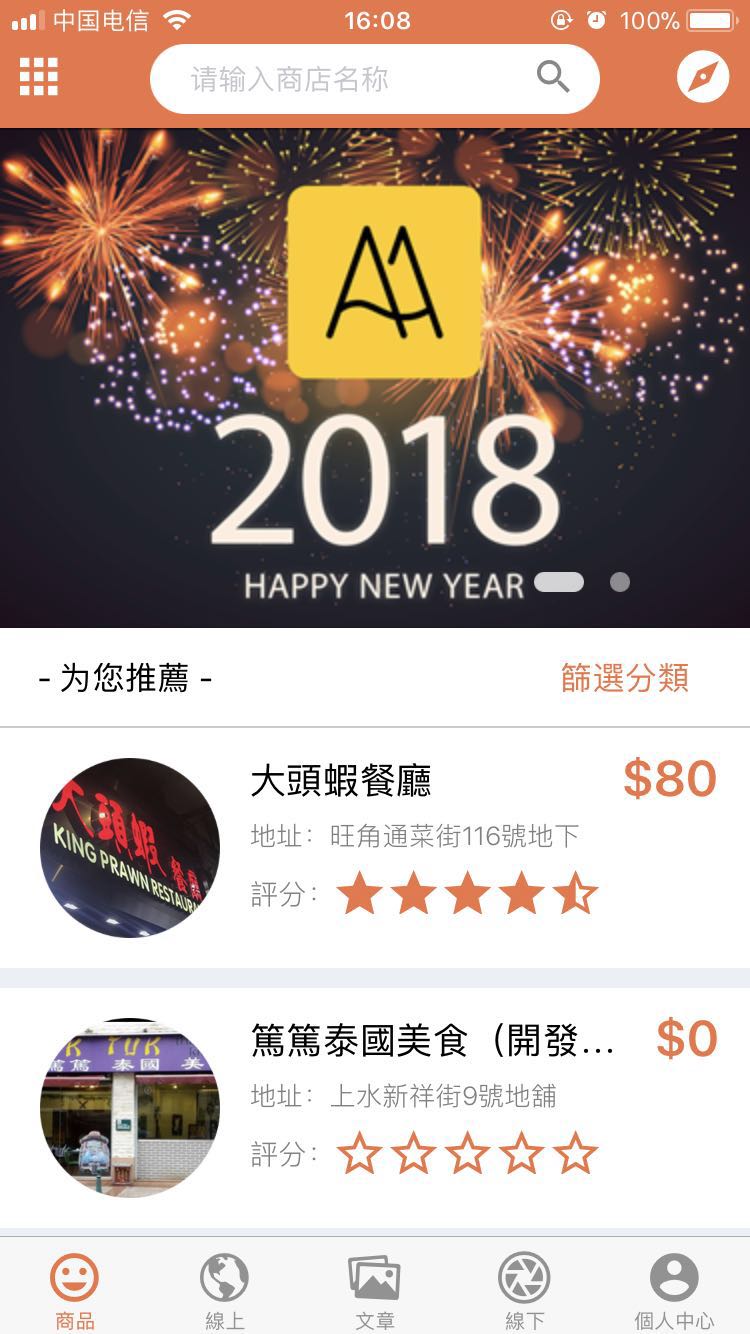 中国电信 16:08 100%
请输入商店名称
2018
HAPPY NEW YEAR
- 为您推薦 - 篩選分類
大頭蝦餐廳 $80
地址：旺角通菜街116號地下
評分：
大頭蝦餐廳
KING PRAWN RESTAURA
篤篤泰國美食（開發... $0
地址：上水新祥街9號地舖
評分：
K TUK
篤篤 泰國 美
商品 線上 文章 線下 個人中心